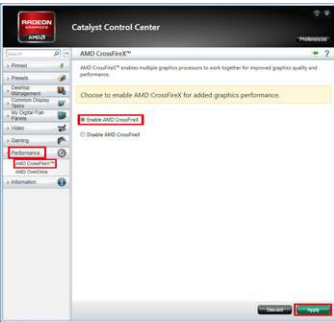 RADEON
GRAPHICS
AMD
Catalyst Control Center
Preferences
Search
AMD CrossFireX™
Pinned
Presets
Desktop
Management
Common Display
Tasks
My Digital Flat-
Panels
Video
Gaming
Performance
AMD CrossFireX™
AMD OverDrive
Information
AMD CrossFireX™ enables multiple graphics processors to work together for improved graphics quality and
performance.
Choose to enable AMD CrossFireX for added graphics performance.
Enable AMD CrossFireX
Disable AMD CrossFireX
Discard
Apply